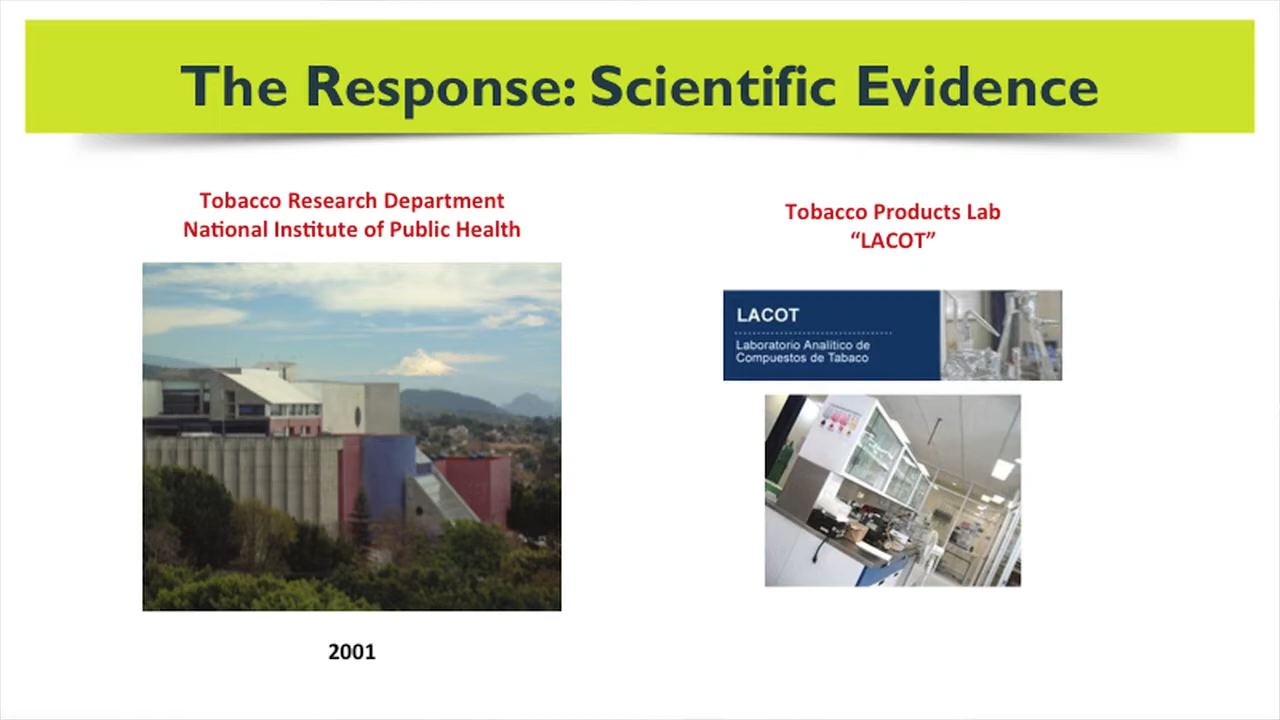 The Response: Scientific Evidence
Tobacco Research Department
National Institute of Public Health
2001
Tobacco Products Lab
“LACOT”
LACOT
Laboratorio Analítico de
Compuestos de Tabaco